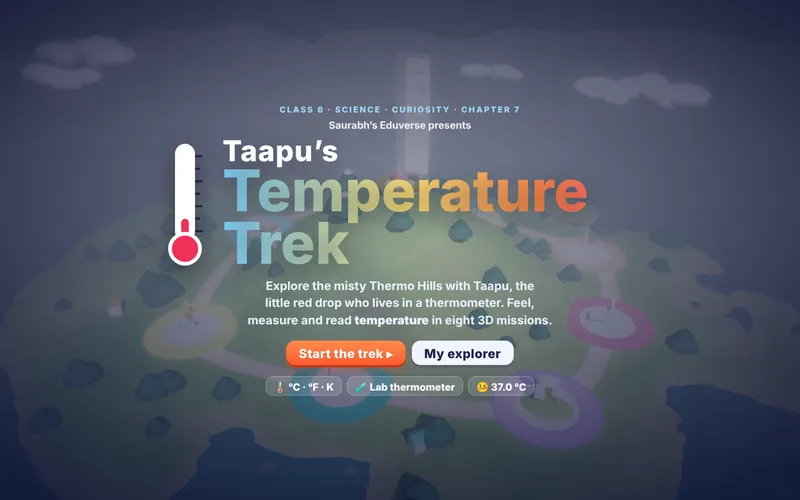 CLASS 6 · SCIENCE · CURIOSITY · CHAPTER 7
Saurabh’s Eduverse presents
Taapu’s
Temperature
Trek
Explore the misty Thermo Hills with Taapu, the
little red drop who lives in a thermometer. Feel,
measure and read temperature in eight 3D missions.
Start the trek ▸
My explorer
🌡️ °C · °F · K
🧪 Lab thermometer
🤒 37.0 °C